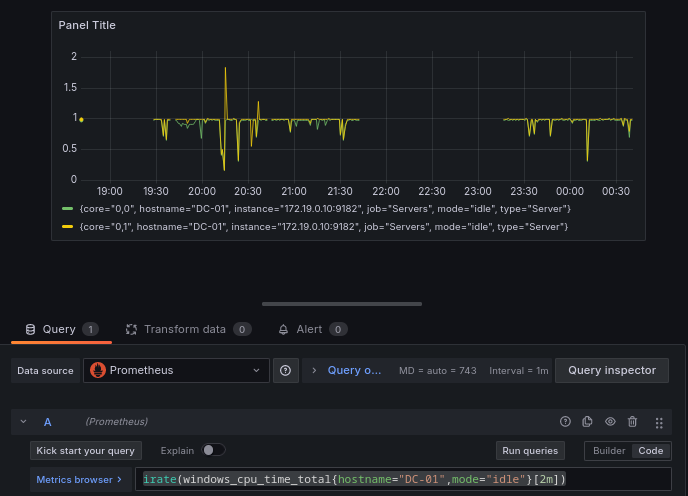 Panel Title
2
1.5
1
0.5
0
19:00 19:30 20:00 20:30 21:00 21:30 22:00 22:30 23:00 23:30 00:00 00:30
{core="0,0", hostname="DC-01", instance="172.19.0.10:9182", job="Servers", mode="idle", type="Server"}
{core="0,1", hostname="DC-01", instance="172.19.0.10:9182", job="Servers", mode="idle", type="Server"}
Query 1 Transform data 0 Alert 0
Data source Prometheus Query o... MD = auto = 743 Interval = 1m Query inspector
A (Prometheus)
Kick start your query Explain Run queries Builder Code
Metrics browser > irate(windows_cpu_time_total{hostname="DC-01",mode="idle"}[2m])